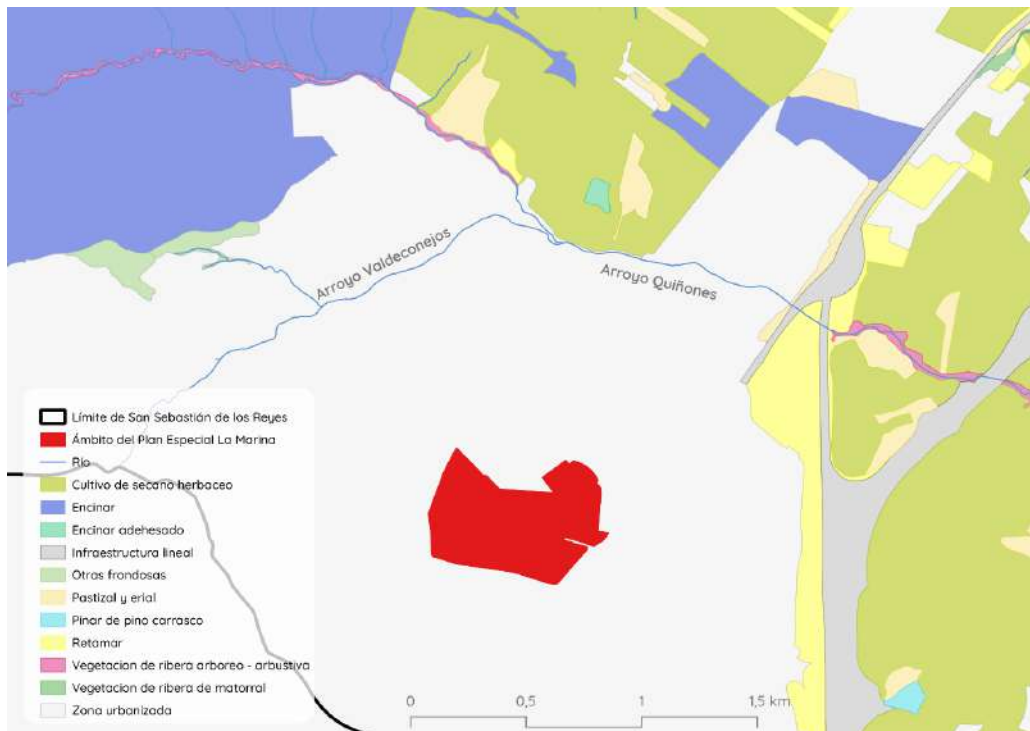 Arroyo Valdeconejos
Arroyo Quiñones
Límite de San Sebastián de los Reyes
Ámbito del Plan Especial La Marina
Río
Cultivo de secano herbaceo
Encinar
Encinar adehesado
Infraestructura lineal
Otras frondosas
Pastizal y erial
Pinar de pino carrasco
Retamar
Vegetacion de ribera arboreo - arbustiva
Vegetacion de ribera de matorral
Zona urbanizada
0 0,5 1 1,5 km